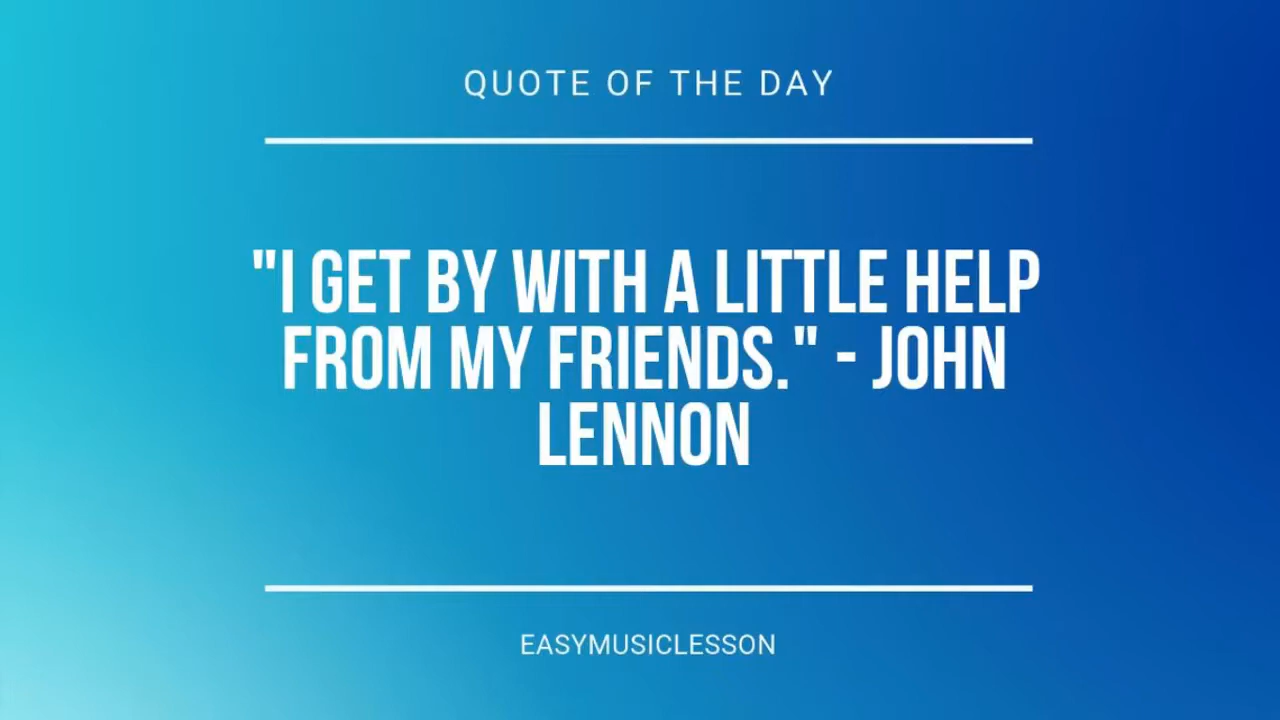 QUOTE OF THE DAY
"I GET BY WITH A LITTLE HELP
FROM MY FRIENDS." - JOHN
LENNON
EASYMUSICLESSON